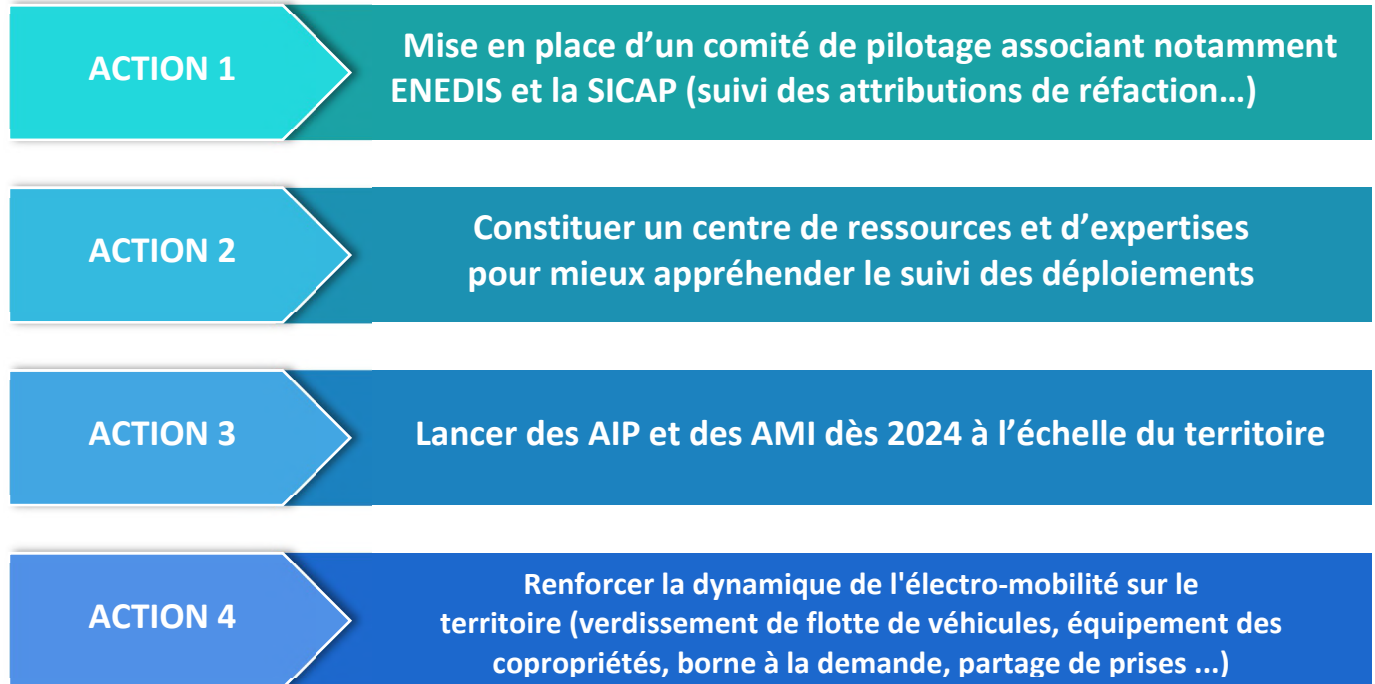 ACTION 1
Mise en place d’un comité de pilotage associant notamment
ENEDIS et la SICAP (suivi des attributions de réfaction…)
ACTION 2
Constituer un centre de ressources et d’expertises
pour mieux appréhender le suivi des déploiements
ACTION 3
Lancer des AIP et des AMI dès 2024 à l’échelle du territoire
ACTION 4
Renforcer la dynamique de l'électro-mobilité sur le
territoire (verdissement de flotte de véhicules, équipement des
copropriétés, borne à la demande, partage de prises ...)